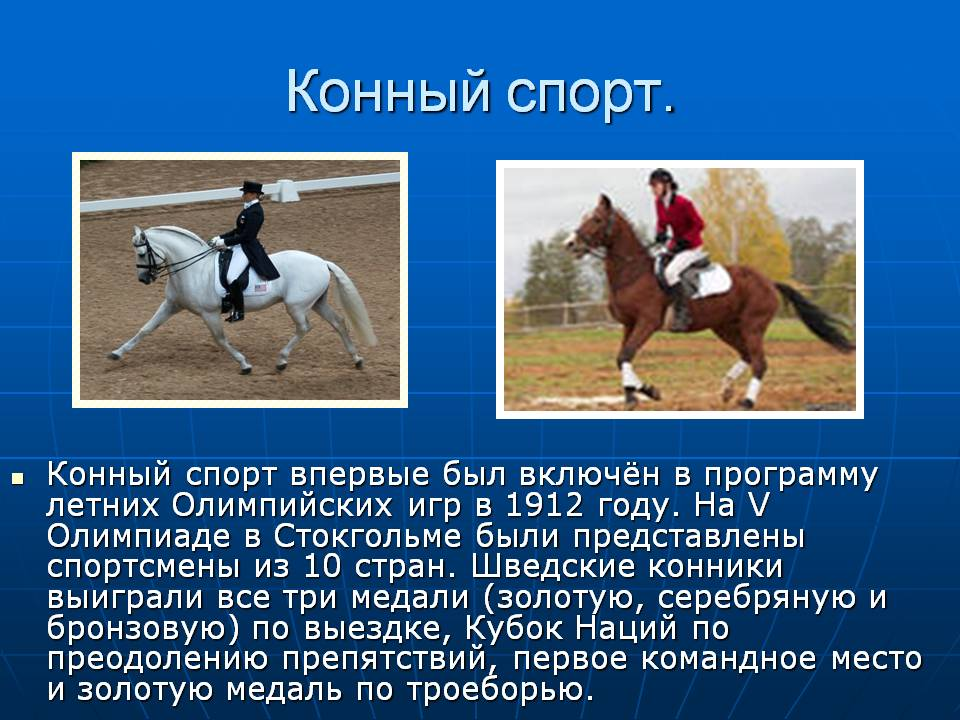 Конный спорт.
Конный спорт впервые был включён в программу
летних Олимпийских игр в 1912 году. На V
Олимпиаде в Стокгольме были представлены
спортсмены из 10 стран. Шведские конники
выиграли все три медали (золотую, серебряную и
бронзовую) по выездке, Кубок Наций по
преодолению препятствий, первое командное место
и золотую медаль по троеборью.